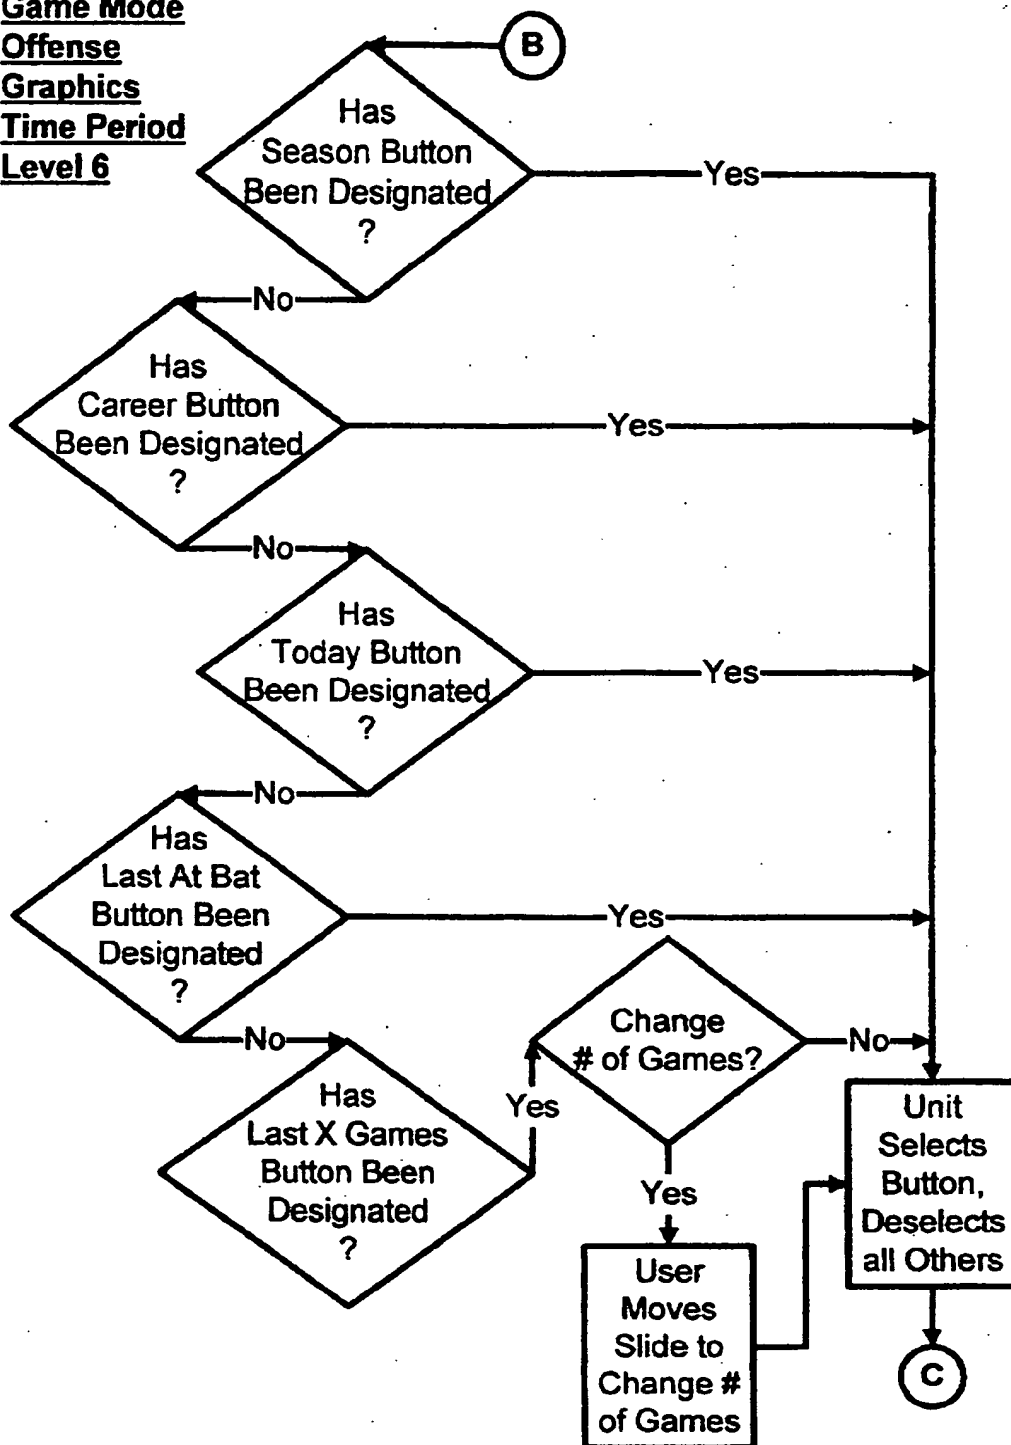 Game Mode
Offense
Graphics
Time Period
Level 6
B
Has
Season Button
Been Designated
?
Yes
No
Has
Career Button
Been Designated
?
Yes
No
Has
Today Button
Been Designated
?
Yes
No
Has
Last At Bat
Button Been
Designated
?
Yes
No
Has
Last X Games
Button Been
Designated
?
Yes
Change
# of Games?
No
Yes
User
Moves
Slide to
Change #
of Games
Unit
Selects
Button,
Deselects
all Others
C